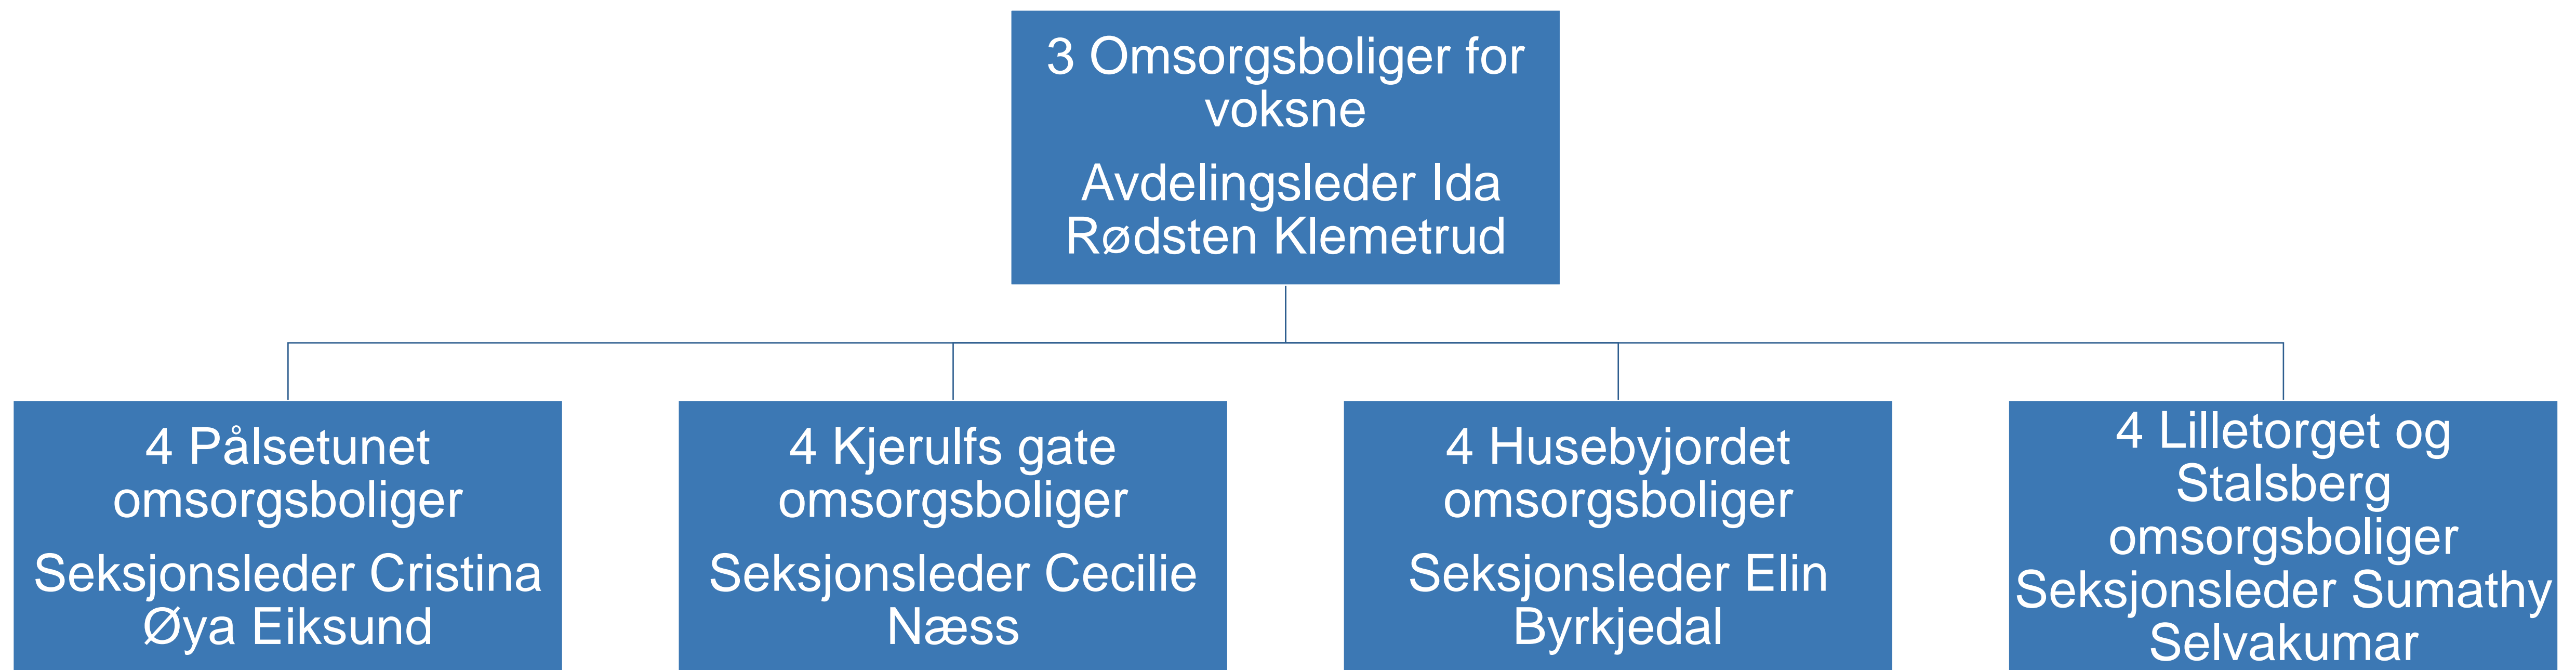 3 Omsorgsboliger for
voksne
Avdelingsleder Ida
Rødsten Klemetrud
4 Pålsetunet
omsorgsboliger
Seksjonsleder Cristina
Øya Eiksund
4 Kjerulfs gate
omsorgsboliger
Seksjonsleder Cecilie
Næss
4 Husebyjordet
omsorgsboliger
Seksjonsleder Elin
Byrkjedal
4 Lilletorget og
Stalsberg
omsorgsboliger
Seksjonsleder Sumathy
Selvakumar